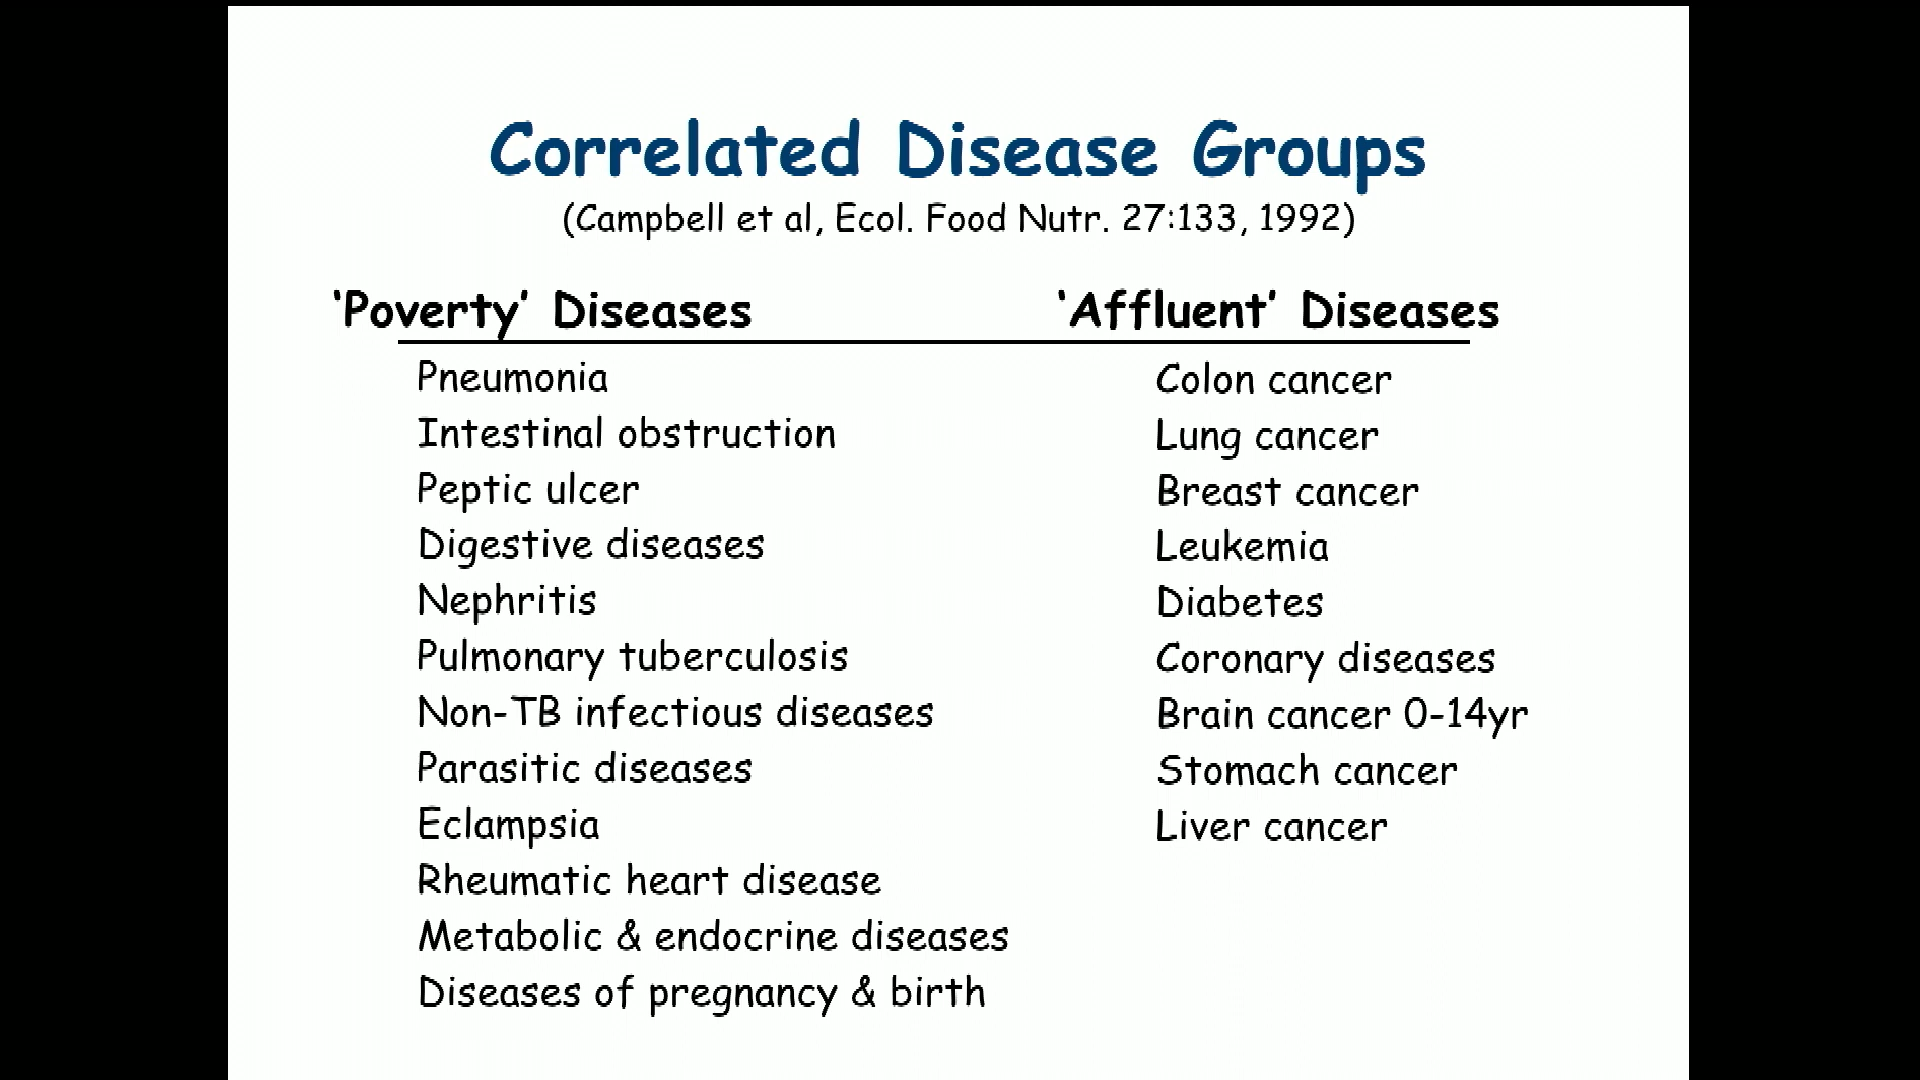 Correlated Disease Groups
(Campbell et al, Ecol. Food Nutr. 27:133, 1992)
‘Poverty’ Diseases
Pneumonia
Intestinal obstruction
Peptic ulcer
Digestive diseases
Nephritis
Pulmonary tuberculosis
Non-TB infectious diseases
Parasitic diseases
Eclampsia
Rheumatic heart disease
Metabolic & endocrine diseases
Diseases of pregnancy & birth
‘Affluent’ Diseases
Colon cancer
Lung cancer
Breast cancer
Leukemia
Diabetes
Coronary diseases
Brain cancer 0-14yr
Stomach cancer
Liver cancer